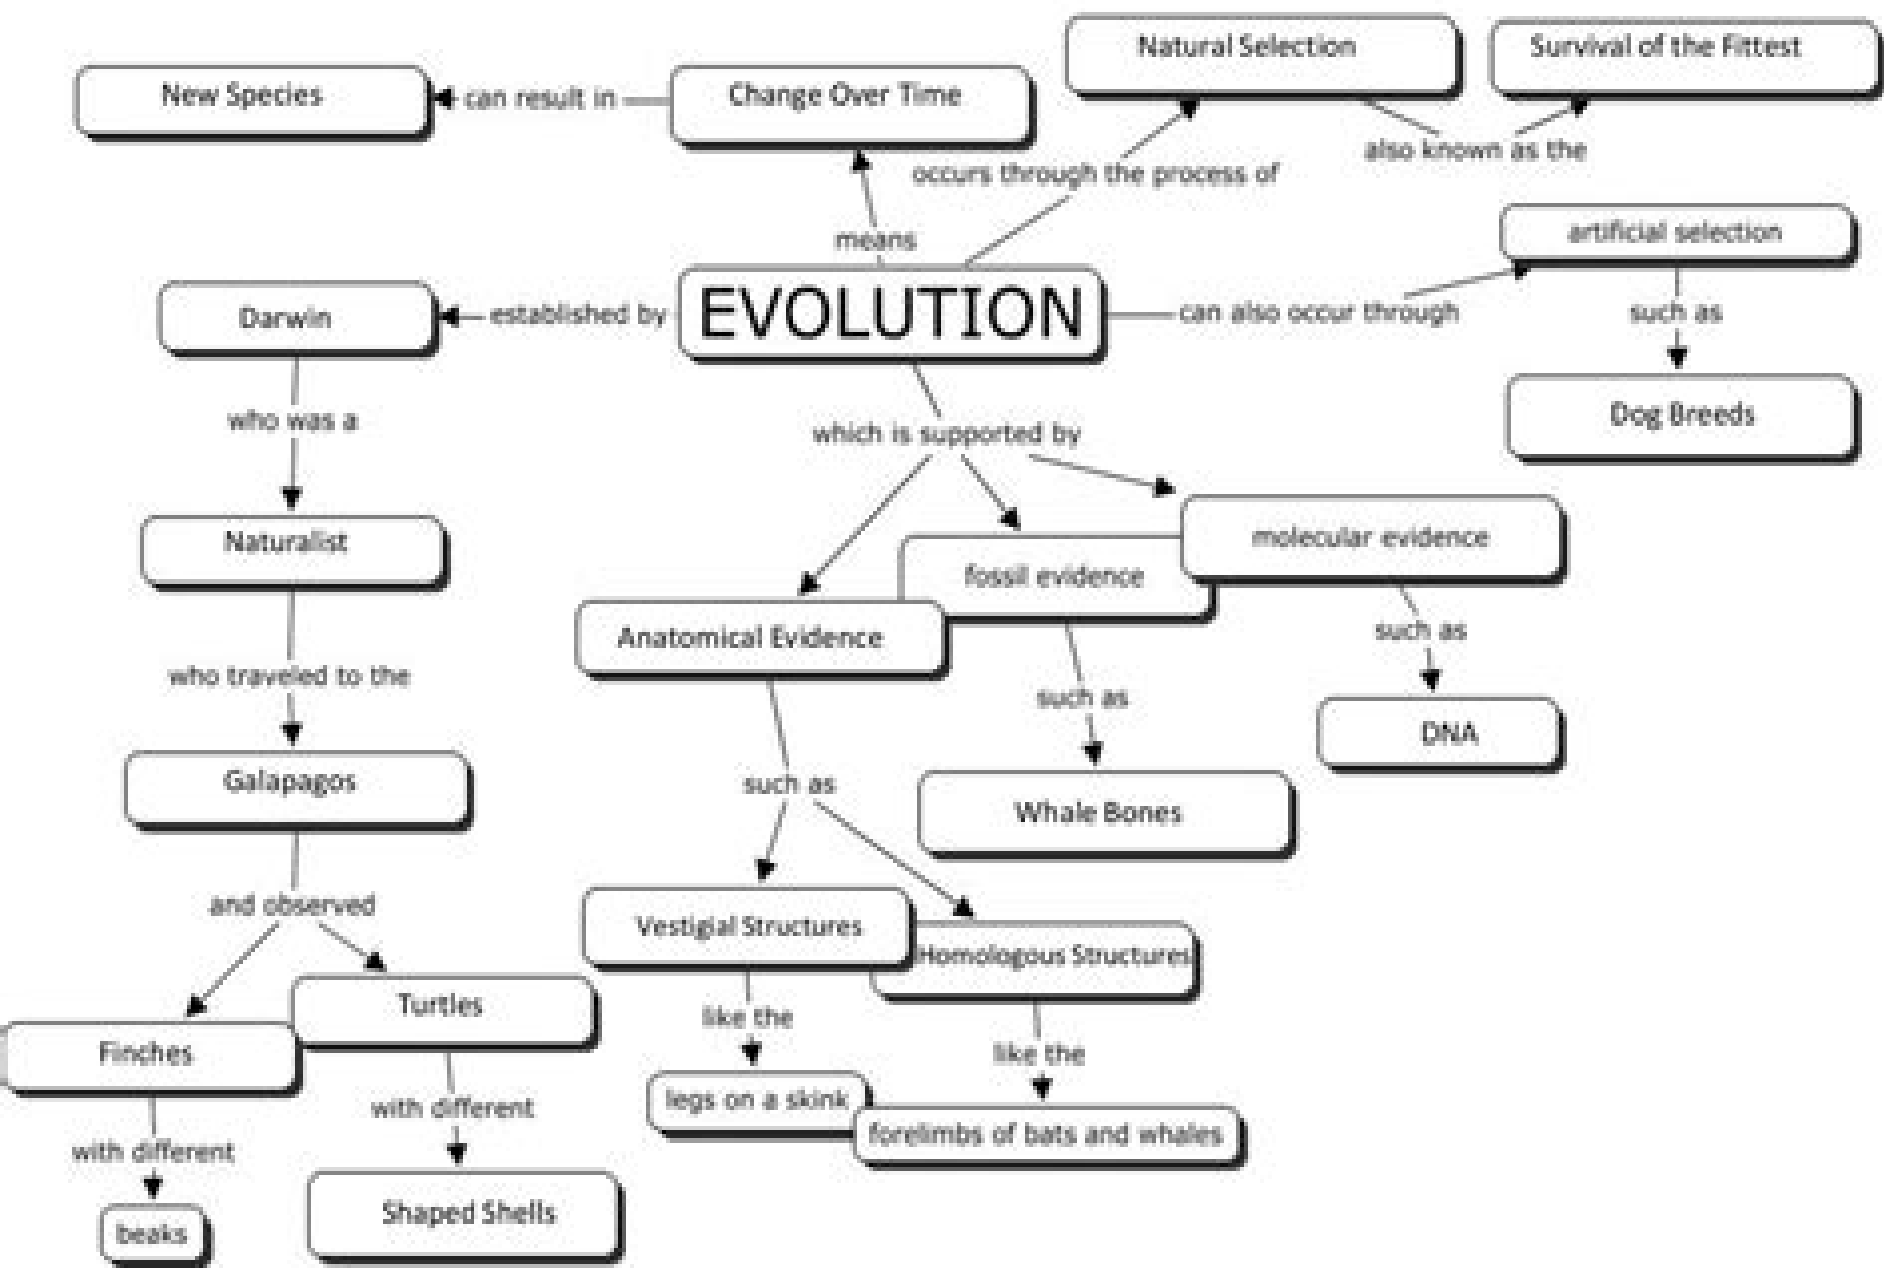 Natural Selection
Survival of the Fittest
New Species
can result in
Change Over Time
also known as the
occurs through the process of
means
artificial selection
Darwin
established by
EVOLUTION
can also occur through
such as
Dog Breeds
who was a
which is supported by
Naturalist
molecular evidence
fossil evidence
Anatomical Evidence
such as
who traveled to the
such as
DNA
Galapagos
such as
Whale Bones
and observed
Vestigial Structures
Homologous Structures
Turtles
like the
Finches
like the
legs on a skink
with different
forelimbs of bats and whales
with different
Shaped Shells
beaks